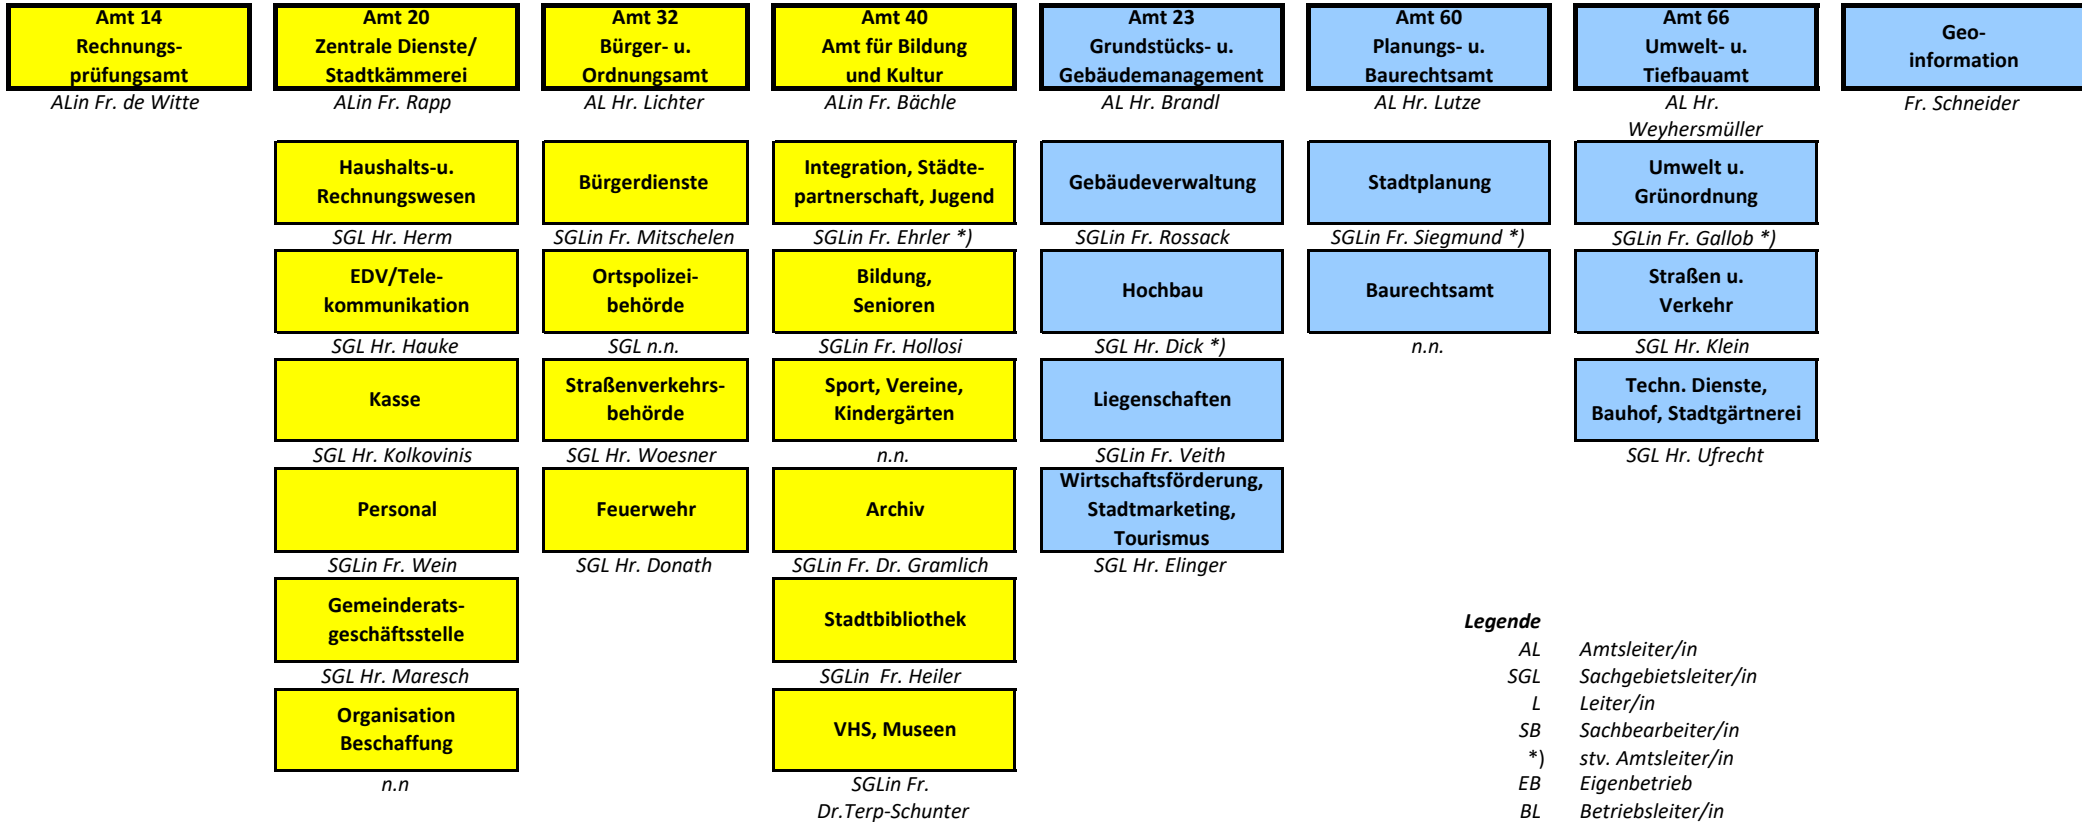 Amt 14
Rechnungs-
prüfungsamt
ALin Fr. de Witte
Amt 20
Zentrale Dienste/
Stadtkämmerei
ALin Fr. Rapp
Haushalts-u.
Rechnungswesen
SGL Hr. Herm
EDV/Tele-
kommunikation
SGL Hr. Hauke
Kasse
SGL Hr. Kolkovinis
Personal
SGLin Fr. Wein
Gemeinderats-
geschäftsstelle
SGL Hr. Maresch
Organisation
Beschaffung
n.n
Amt 32
Bürger- u.
Ordnungsamt
AL Hr. Lichter
Bürgerdienste
SGLin Fr. Mitschelen
Ortspolizei-
behörde
SGL n.n.
Straßenverkehrs-
behörde
SGL Hr. Woesner
Feuerwehr
SGL Hr. Donath
Amt 40
Amt für Bildung
und Kultur
ALin Fr. Bächle
Integration, Städte-
partnerschaft, Jugend
SGLin Fr. Ehrler *)
Bildung,
Senioren
SGLin Fr. Hollosi
Sport, Vereine,
Kindergärten
n.n.
Archiv
SGLin Fr. Dr. Gramlich
Stadtbibliothek
SGLin Fr. Heiler
VHS, Museen
SGLin Fr.
Dr.Terp-Schunter
Amt 23
Grundstücks- u.
Gebäudemanagement
AL Hr. Brandl
Gebäudeverwaltung
SGLin Fr. Rossack
Hochbau
SGL Hr. Dick *)
Liegenschaften
SGLin Fr. Veith
Wirtschaftsförderung,
Stadtmarketing,
Tourismus
SGL Hr. Elinger
Amt 60
Planungs- u.
Baurechtsamt
AL Hr. Lutze
Stadtplanung
SGLin Fr. Siegmund *)
Baurechtsamt
n.n.
Amt 66
Umwelt- u.
Tiefbauamt
AL Hr.
Weyhersmüller
Umwelt u.
Grünordnung
SGLin Fr. Gallob *)
Straßen u.
Verkehr
SGL Hr. Klein
Techn. Dienste,
Bauhof, Stadtgärtnerei
SGL Hr. Ufrecht
Geo-
information
Fr. Schneider
Legende
AL Amtsleiter/in
SGL Sachgebietsleiter/in
L Leiter/in
SB Sachbearbeiter/in
*) stv. Amtsleiter/in
EB Eigenbetrieb
BL Betriebsleiter/in